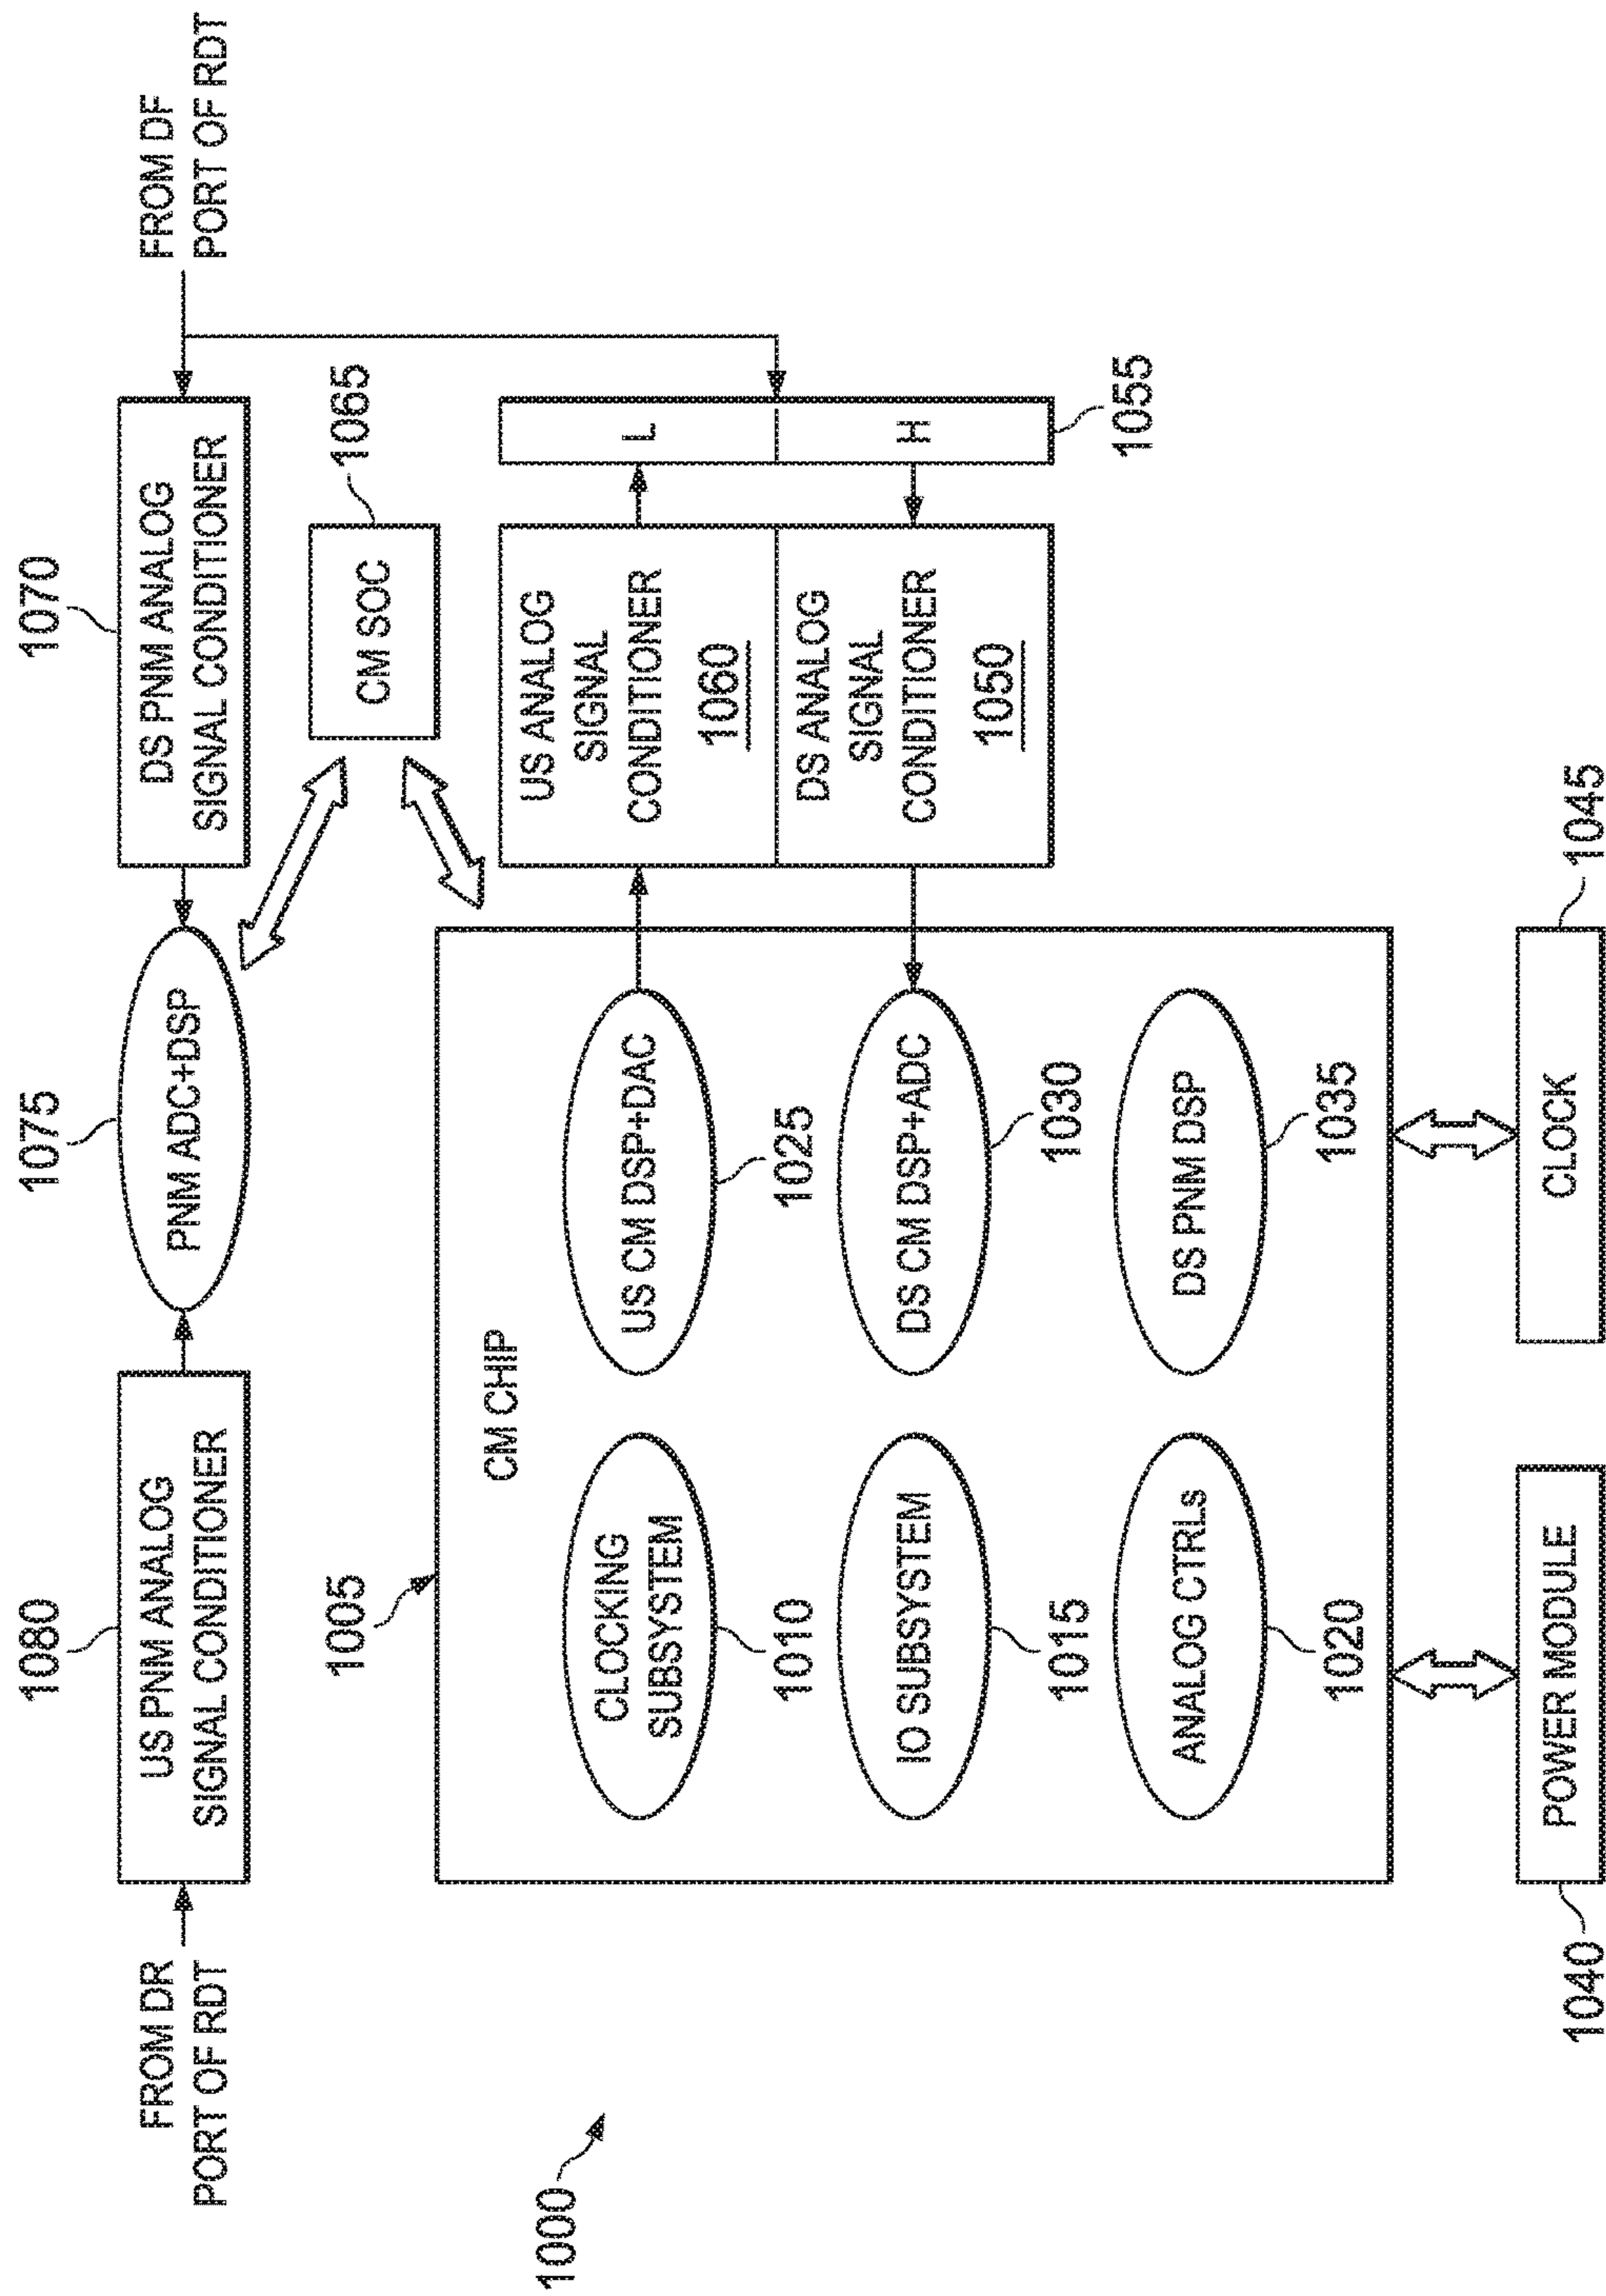 1080
1075
1070
FROM DR
PORT OF RDT
US PNM ANALOG
SIGNAL CONDITIONER
PNM ADC+DSP
DS PNM ANALOG
SIGNAL CONDITIONER
FROM DF
PORT OF RDT
1065
CM SOC
1005
CM CHIP
CLOCKING
SUBSYSTEM
1010
US CM DSP+DAC
1025
US ANALOG
SIGNAL
CONDITIONER
1060
L
IO SUBSYSTEM
1015
DS CM DSP+ADC
1030
DS ANALOG
SIGNAL
CONDITIONER
1050
H
1055
ANALOG CTRLs
1020
DS PNM DSP
1035
1000
1040
POWER MODULE
CLOCK
1045